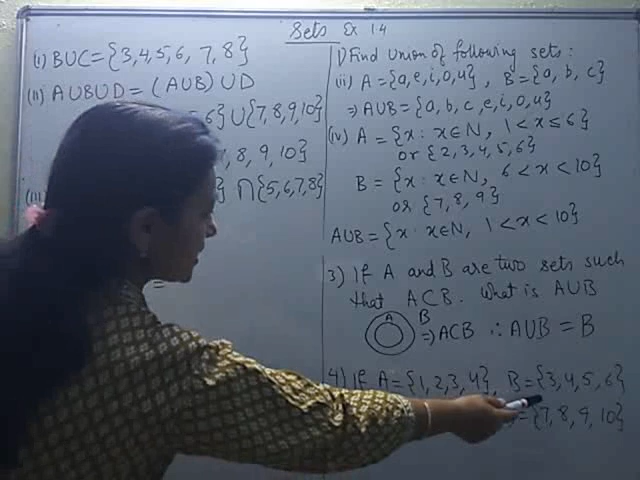 Sets Ex 1.4
(i) BUC = {3,4,5,6, 7,8}
(ii) AUBUD = (AUB) UD
6} U {7,8,9,10}
8, 9, 10}
(iii) } ∩ {5,6,7,8}
=
1) Find union of following sets:
(ii) A = {a,e,i,o,u}, B = {a, b, c}
⇒ AUB = {a, b, c, e, i, o, u}
(iv) A = {x: x∈N, 1<x≤6}
or {2,3,4,5,6}
B = {x: x∈N, 6<x<10}
or {7,8,9}
AUB = {x: x∈N, 1<x<10}
3) If A and B are two sets such
that A⊂B. What is AUB
A B ⇒ A⊂B ∴ AUB = B
4) If A = {1,2,3,4}, B = {3,4,5,6}
= {7,8,9,10}